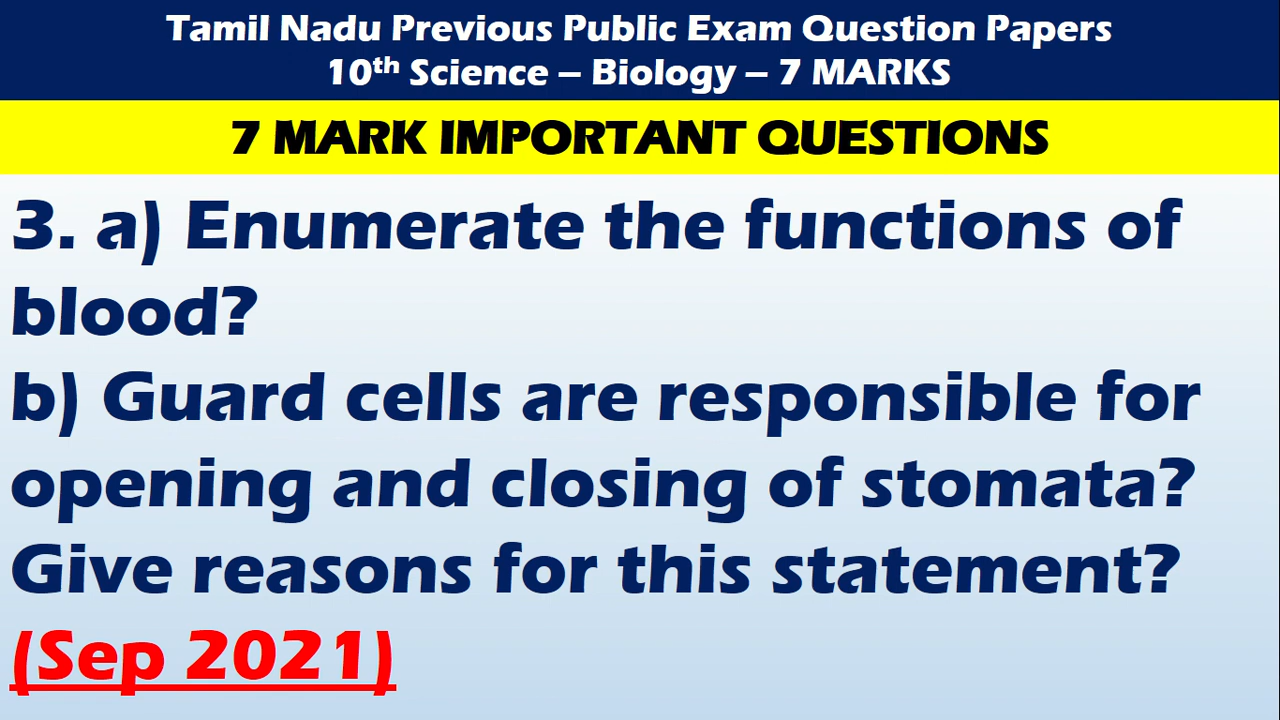 Tamil Nadu Previous Public Exam Question Papers
10th Science – Biology – 7 MARKS
7 MARK IMPORTANT QUESTIONS
3. a) Enumerate the functions of
blood?
b) Guard cells are responsible for
opening and closing of stomata?
Give reasons for this statement?
(Sep 2021)